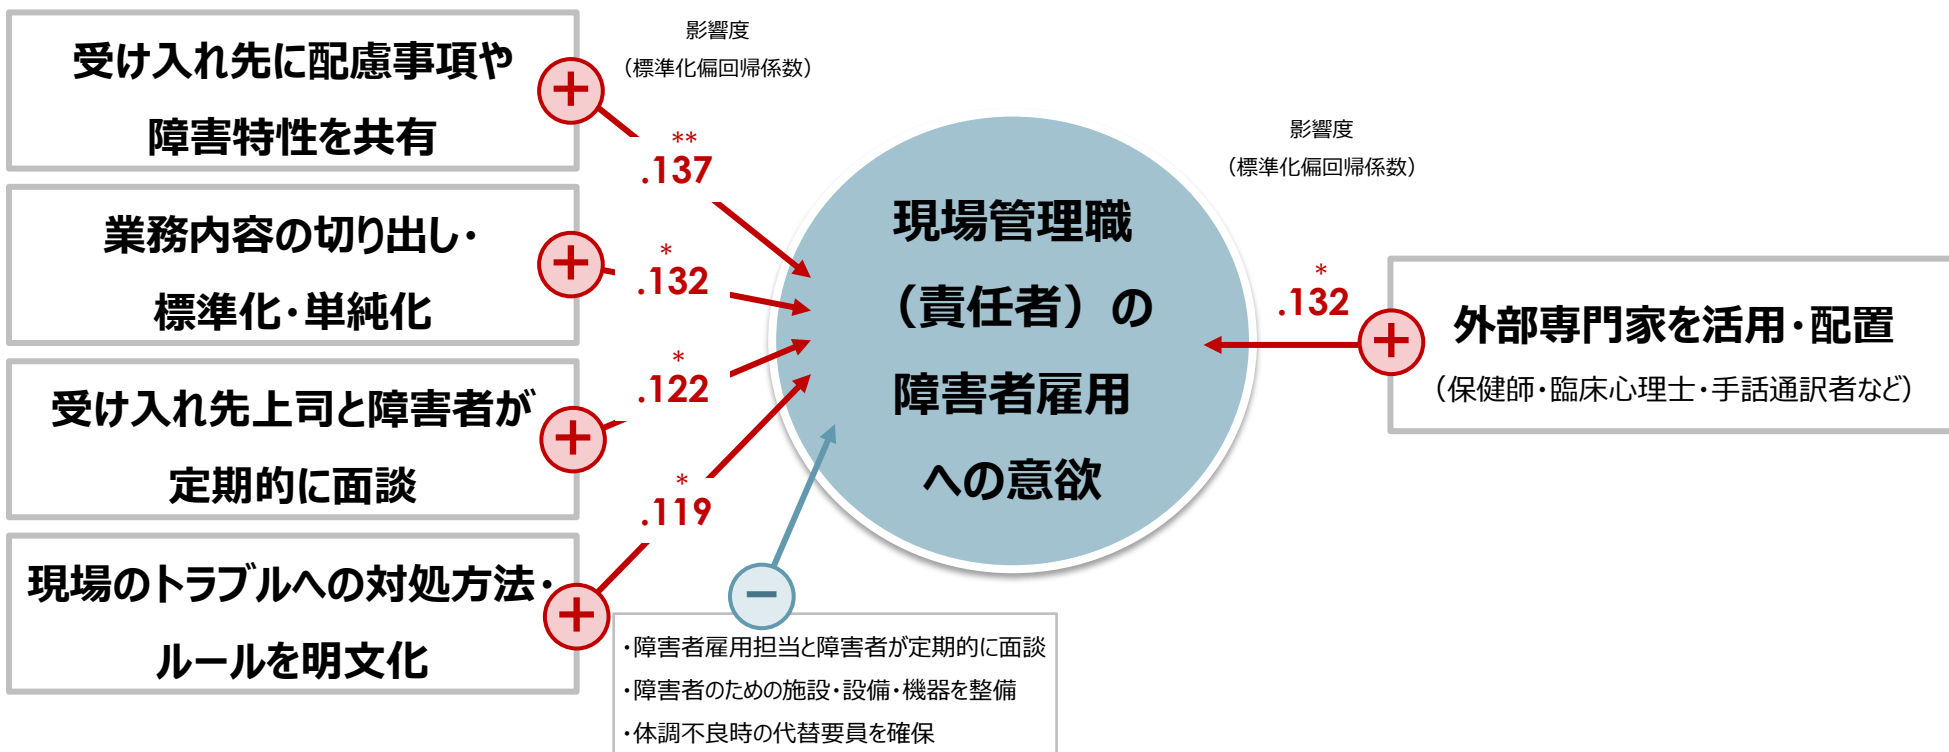 受け入れ先に配慮事項や
障害特性を共有
業務内容の切り出し・
標準化・単純化
受け入れ先上司と障害者が
定期的に面談
現場のトラブルへの対処方法・
ルールを明文化
影響度
（標準化偏回帰係数）
**
.137
*
.132
*
.122
*
.119
現場管理職
（責任者）の
障害者雇用
への意欲
・障害者雇用担当と障害者が定期的に面談
・障害者のための施設・設備・機器を整備
・体調不良時の代替要員を確保
影響度
（標準化偏回帰係数）
*
.132
外部専門家を活用・配置
（保健師・臨床心理士・手話通訳者など）